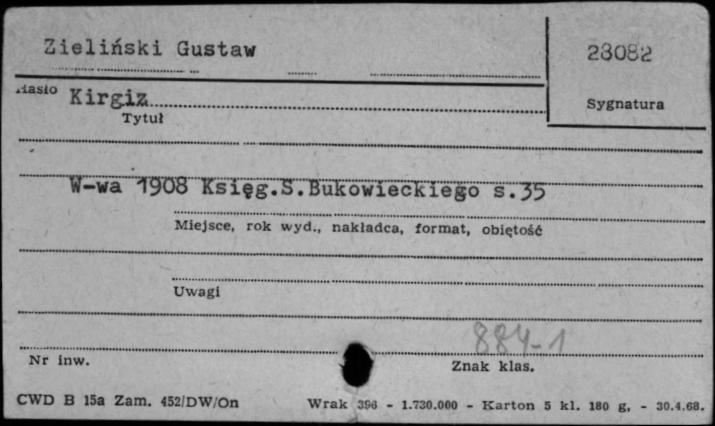 Zieliński Gustaw
23082
Hasło Kirgiz
Sygnatura
Tytuł
W-wa 1908 Księg.S.Bukowieckiego s.35
Miejsce, rok wyd., nakładca, format, obiętość
Uwagi
884-1
Nr inw.
Znak klas.
CWD B 15a Zam. 452/DW/On
Wrak 396 - 1.730.000 - Karton 5 kl. 180 g. - 30.4.68.